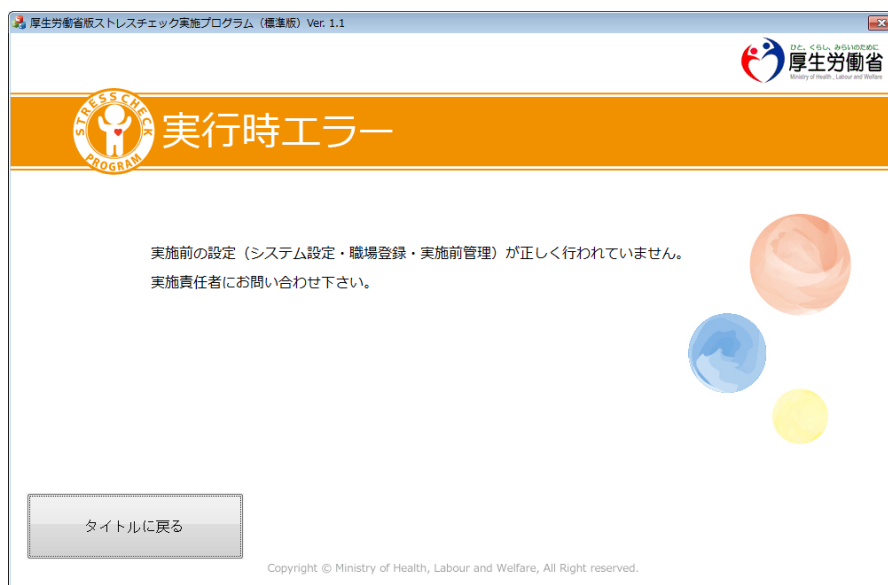 厚生労働省版ストレスチェック実施プログラム（標準版）Ver. 1.1
ひと、くらし、みらいのために
厚生労働省
Ministry of Health, Labour and Welfare
STRESS CHECK PROGRAM
実行時エラー
実施前の設定（システム設定・職場登録・実施前管理）が正しく行われていません。
実施責任者にお問い合わせ下さい。
タイトルに戻る
Copyright © Ministry of Health, Labour and Welfare, All Right reserved.